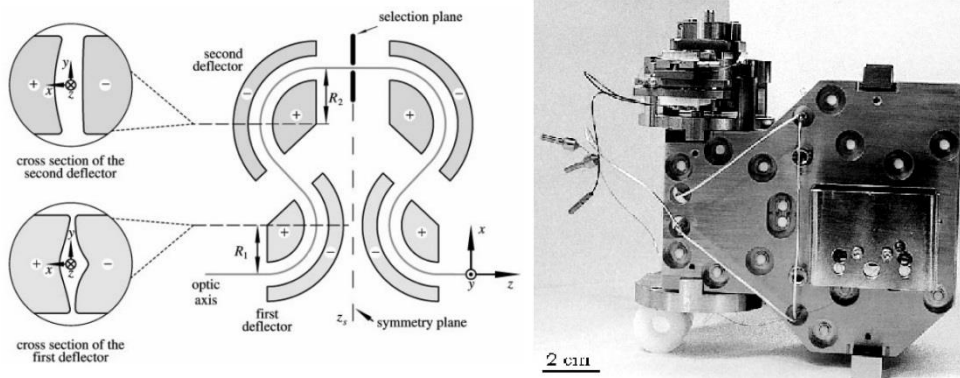 selection plane
second
deflector
+
−
y
x
z
R₂
+
+
−
−
cross section of the
second deflector
+
−
y
x
z
R₁
+
+
−
−
x
y
z
optic
axis
first
deflector
zₛ
symmetry plane
cross section of the
first deflector
2 cm